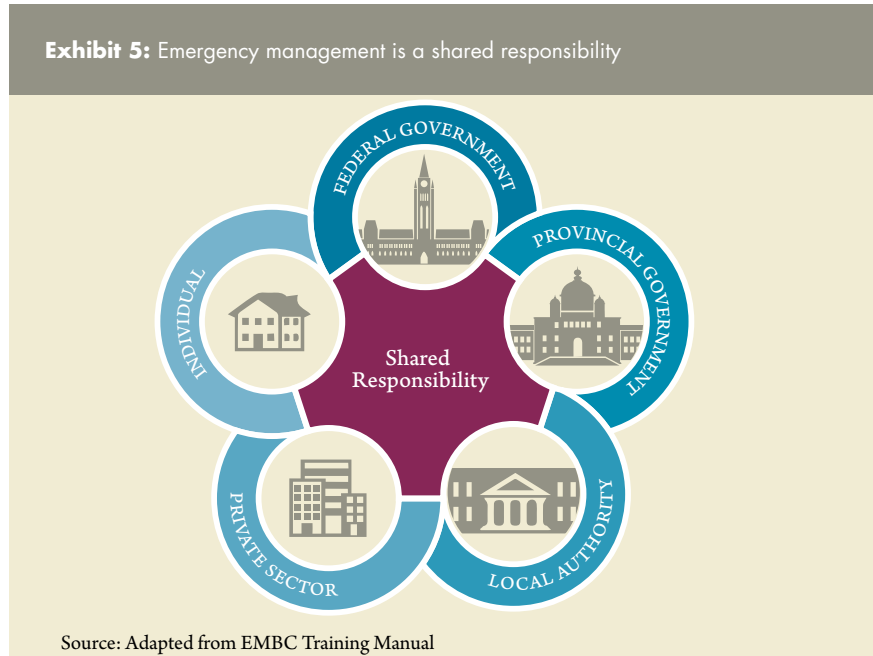 Exhibit 5: Emergency management is a shared responsibility
FEDERAL GOVERNMENT
PROVINCIAL GOVERNMENT
INDIVIDUAL
Shared
Responsibility
PRIVATE SECTOR
LOCAL AUTHORITY
Source: Adapted from EMBC Training Manual